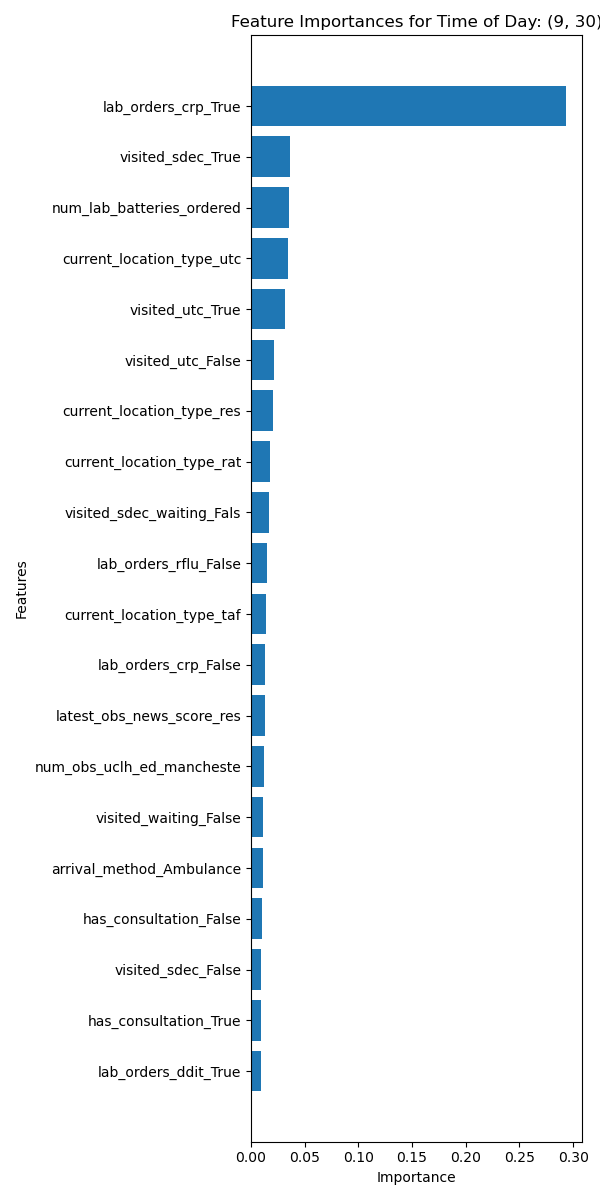 Feature Importances for Time of Day: (9, 30)
lab_orders_crp_True
visited_sdec_True
num_lab_batteries_ordered
current_location_type_utc
visited_utc_True
visited_utc_False
current_location_type_res
current_location_type_rat
visited_sdec_waiting_Fals
lab_orders_rflu_False
current_location_type_taf
lab_orders_crp_False
latest_obs_news_score_res
num_obs_uclh_ed_mancheste
visited_waiting_False
arrival_method_Ambulance
has_consultation_False
visited_sdec_False
has_consultation_True
lab_orders_ddit_True
Features
0.00 0.05 0.10 0.15 0.20 0.25 0.30
Importance